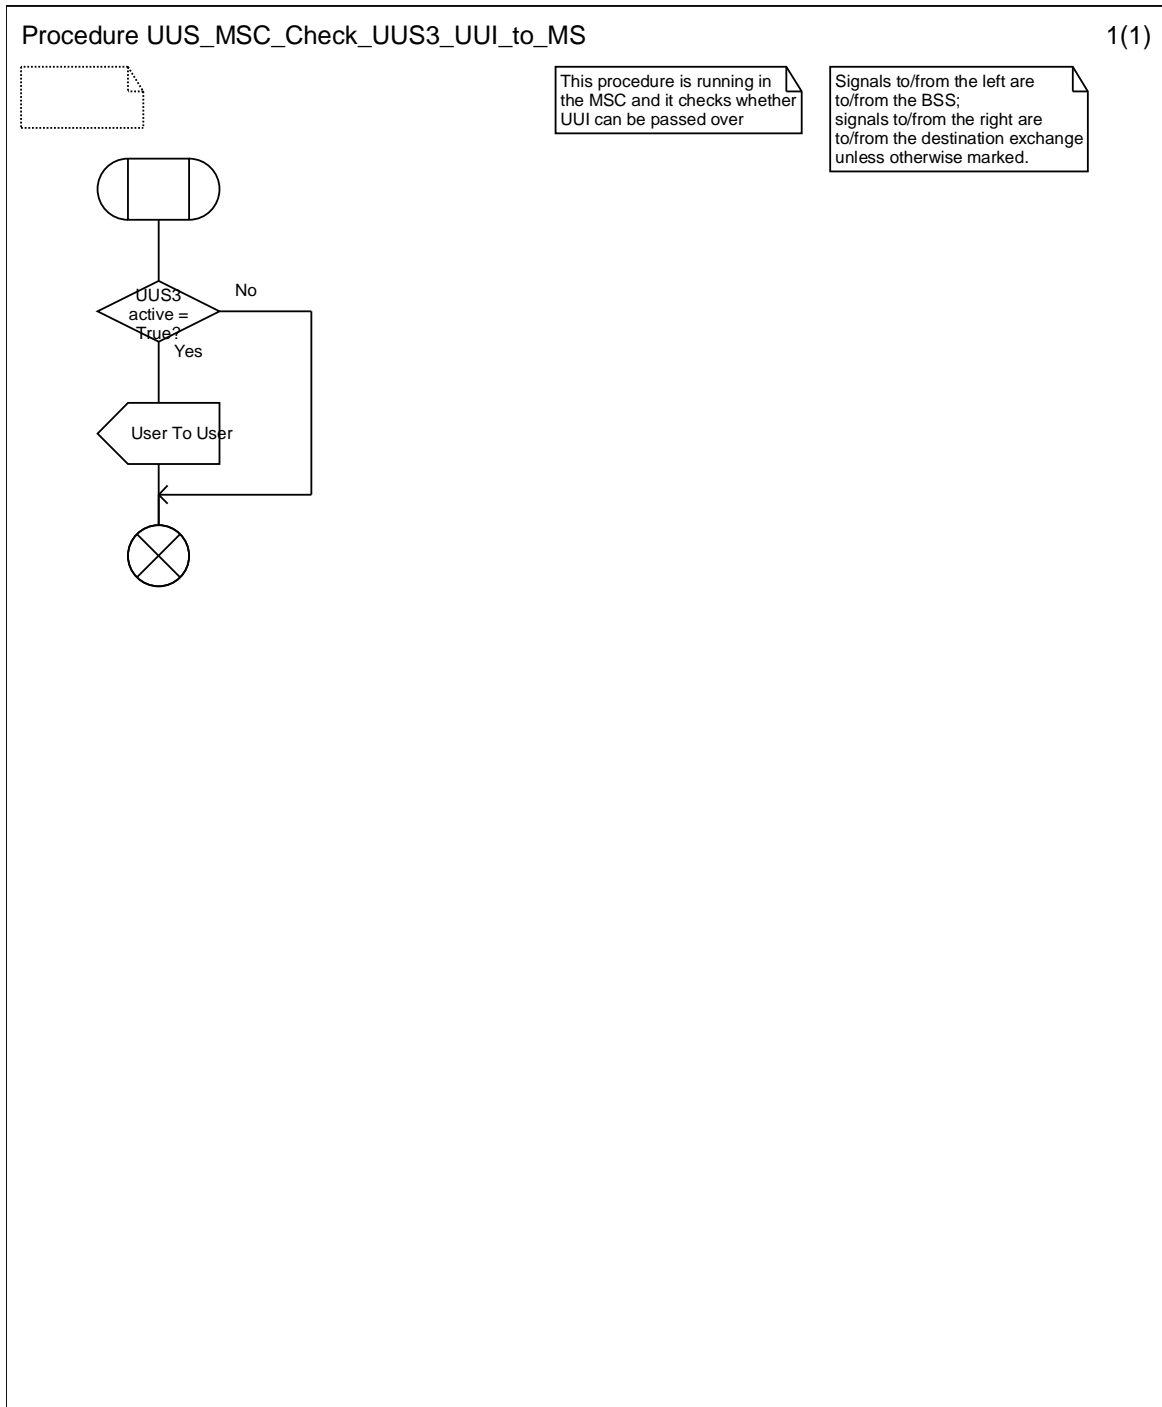 Procedure UUS_MSC_Check_UUS3_UUI_to_MS
1(1)
This procedure is running in
the MSC and it checks whether
UUI can be passed over
Signals to/from the left are
to/from the BSS;
signals to/from the right are
to/from the destination exchange
unless otherwise marked.
UUS3
active =
True?
No
Yes
User To User